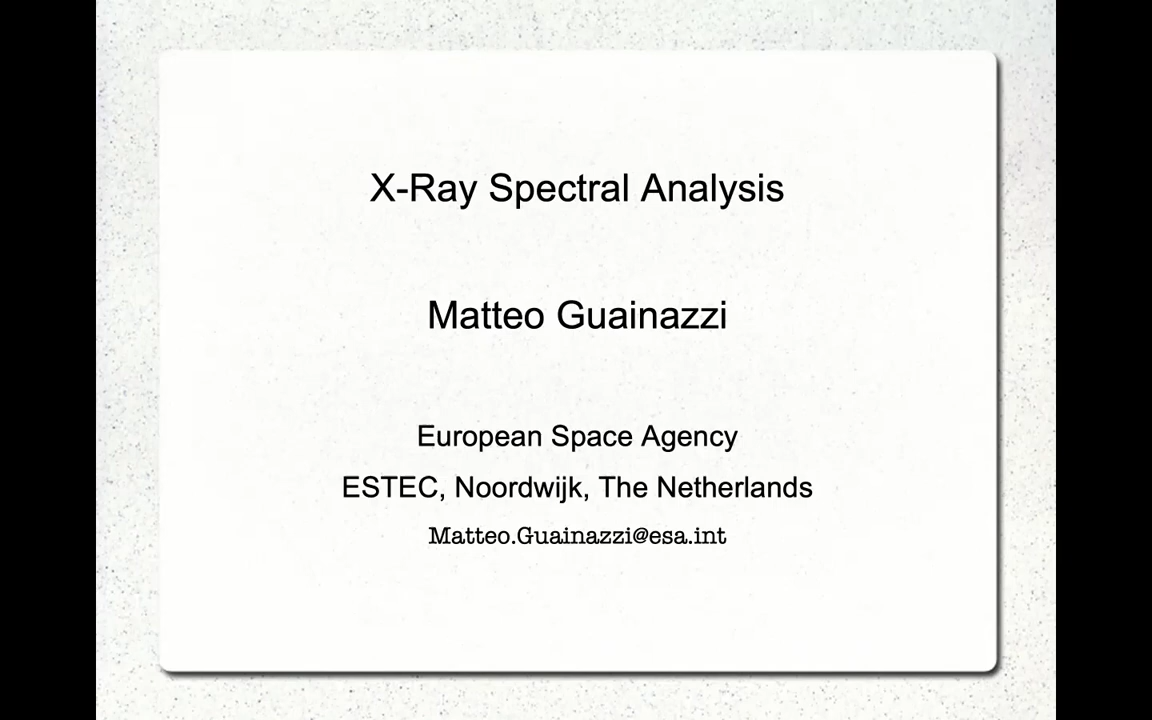 X-Ray Spectral Analysis
Matteo Guainazzi
European Space Agency
ESTEC, Noordwijk, The Netherlands
Matteo.Guainazzi@esa.int